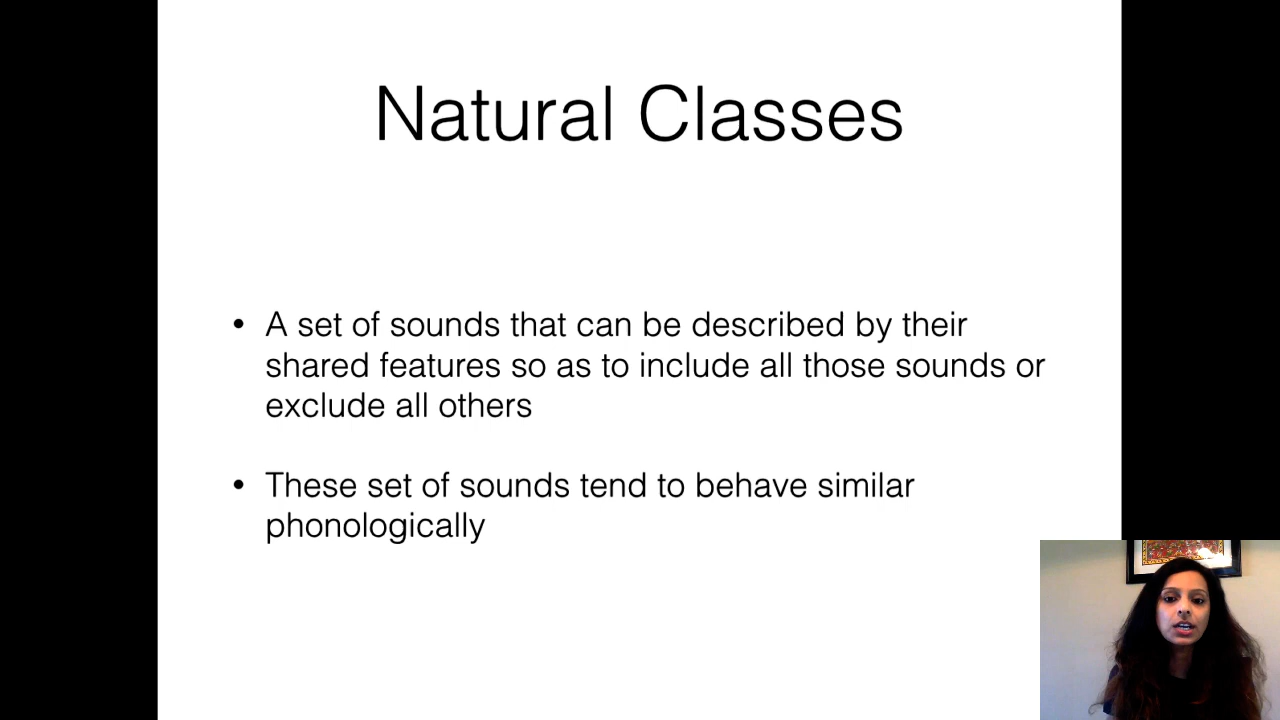 Natural Classes
• A set of sounds that can be described by their
shared features so as to include all those sounds or
exclude all others
• These set of sounds tend to behave similar
phonologically